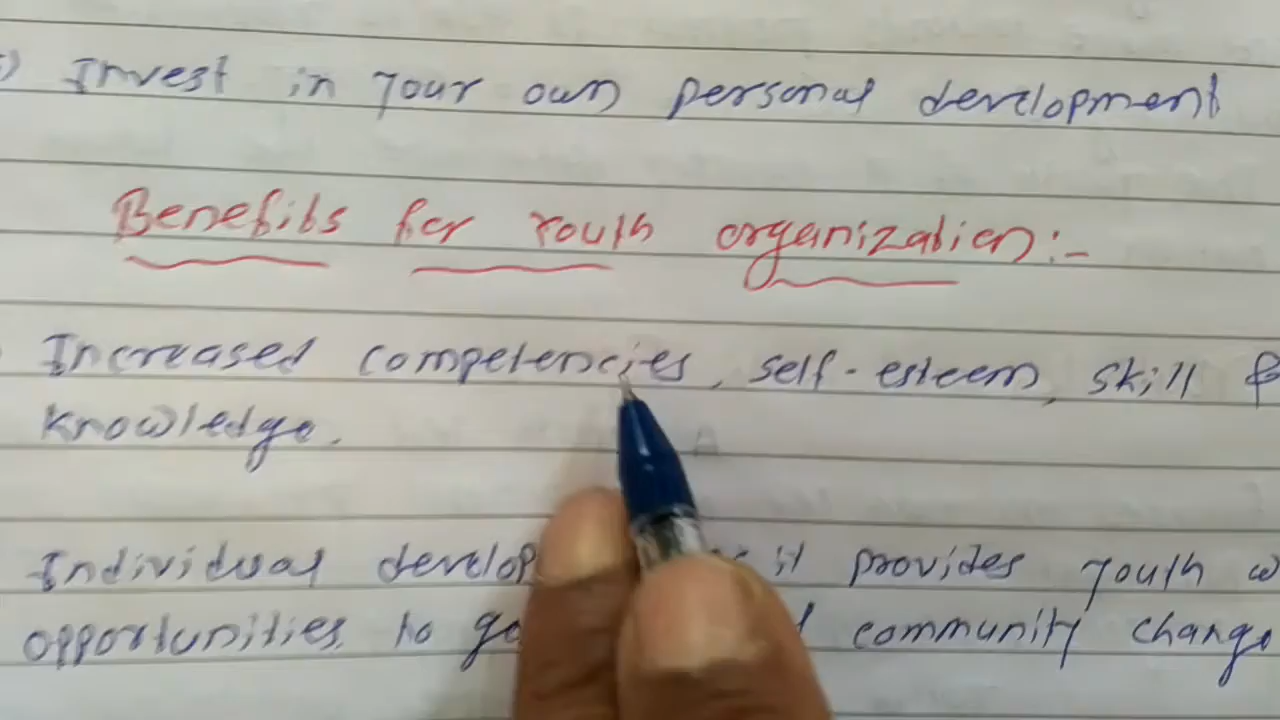 Invest in your own personal development
Benefits for youth organization:-
Increased competencies, self-esteem, skill &
knowledge.
Individual develop it provides youth
opportunities to community change